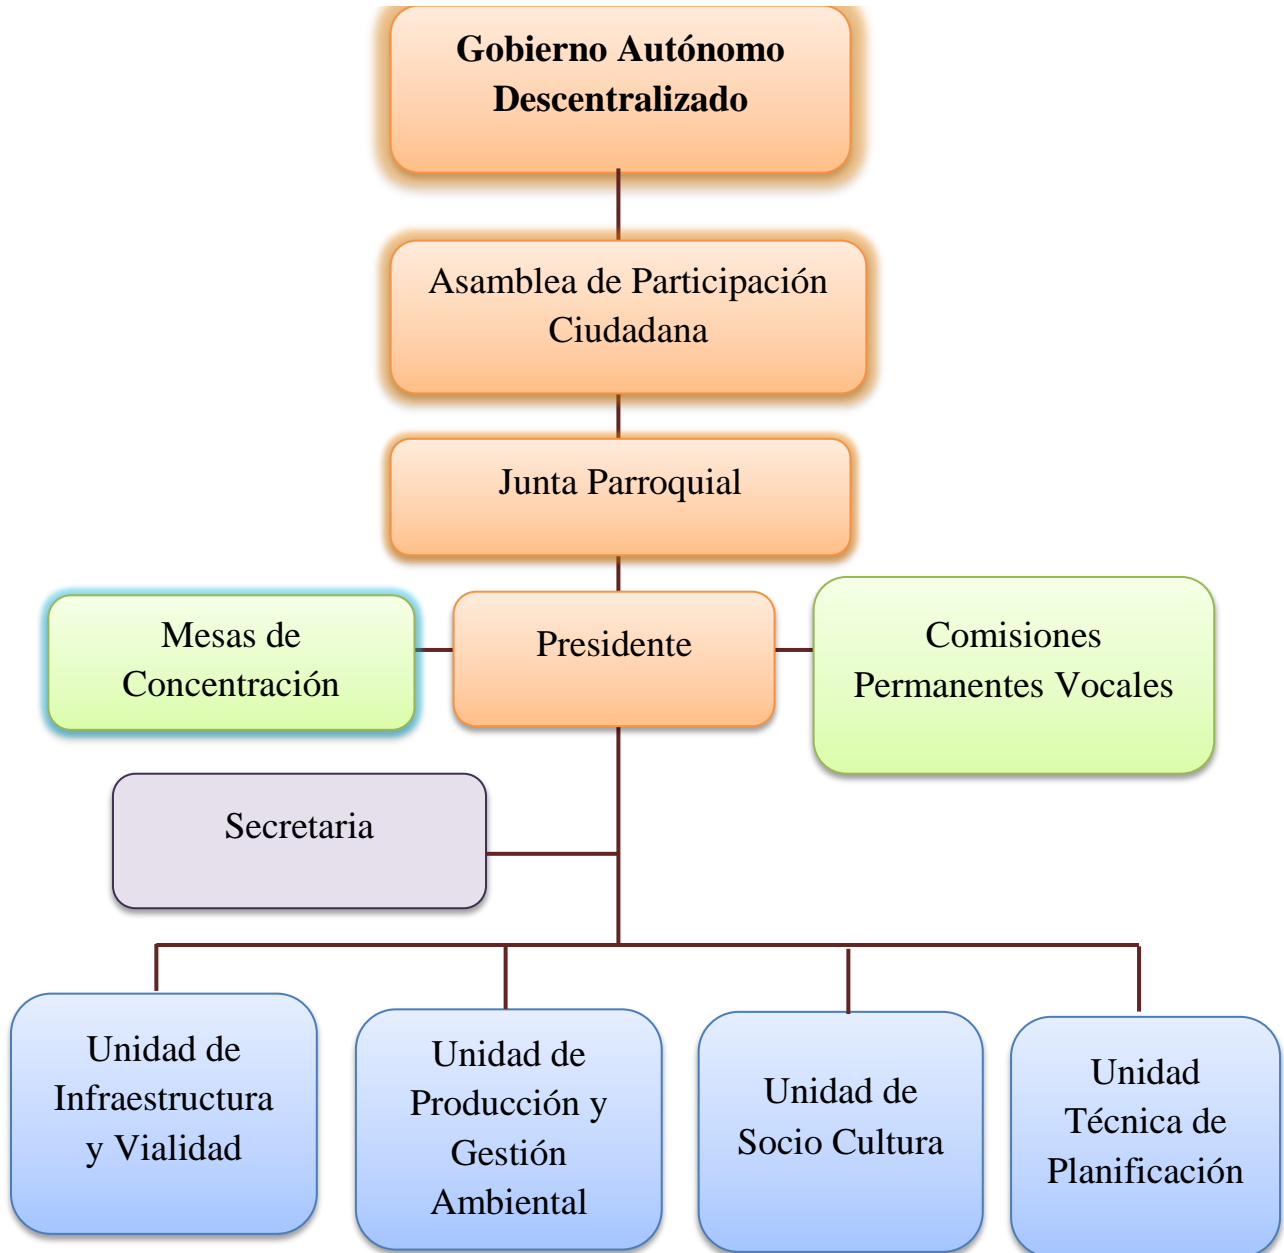 Gobierno Autónomo
Descentralizado
Asamblea de Participación
Ciudadana
Junta Parroquial
Mesas de
Concentración
Presidente
Comisiones
Permanentes Vocales
Secretaria
Unidad de
Infraestructura
y Vialidad
Unidad de
Producción y
Gestión
Ambiental
Unidad de
Socio Cultura
Unidad
Técnica de
Planificación